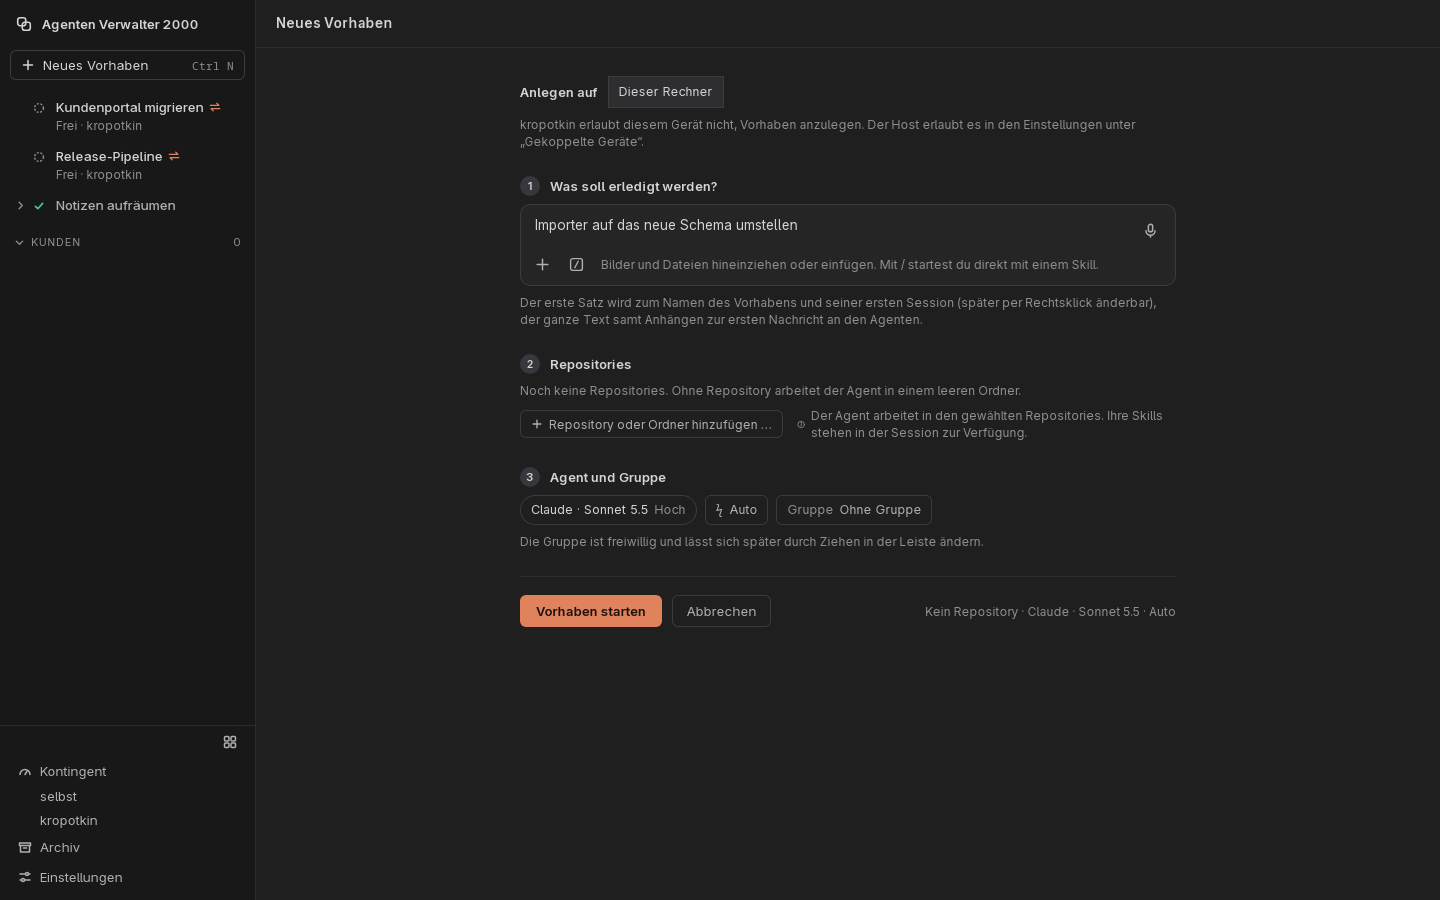 Agenten Verwalter 2000
Neues Vorhaben Ctrl N
Kundenportal migrieren
Frei · kropotkin
Release-Pipeline
Frei · kropotkin
Notizen aufräumen
KUNDEN 0
Kontingent
selbst
kropotkin
Archiv
Einstellungen
Neues Vorhaben
Anlegen auf Dieser Rechner
kropotkin erlaubt diesem Gerät nicht, Vorhaben anzulegen. Der Host erlaubt es in den Einstellungen unter
„Gekoppelte Geräte“.
1 Was soll erledigt werden?
Importer auf das neue Schema umstellen
Bilder und Dateien hineinziehen oder einfügen. Mit / startest du direkt mit einem Skill.
Der erste Satz wird zum Namen des Vorhabens und seiner ersten Session (später per Rechtsklick änderbar),
der ganze Text samt Anhängen zur ersten Nachricht an den Agenten.
2 Repositories
Noch keine Repositories. Ohne Repository arbeitet der Agent in einem leeren Ordner.
Repository oder Ordner hinzufügen …
Der Agent arbeitet in den gewählten Repositories. Ihre Skills
stehen in der Session zur Verfügung.
3 Agent und Gruppe
Claude · Sonnet 5.5 Hoch Auto Gruppe Ohne Gruppe
Die Gruppe ist freiwillig und lässt sich später durch Ziehen in der Leiste ändern.
Vorhaben starten Abbrechen Kein Repository · Claude · Sonnet 5.5 · Auto